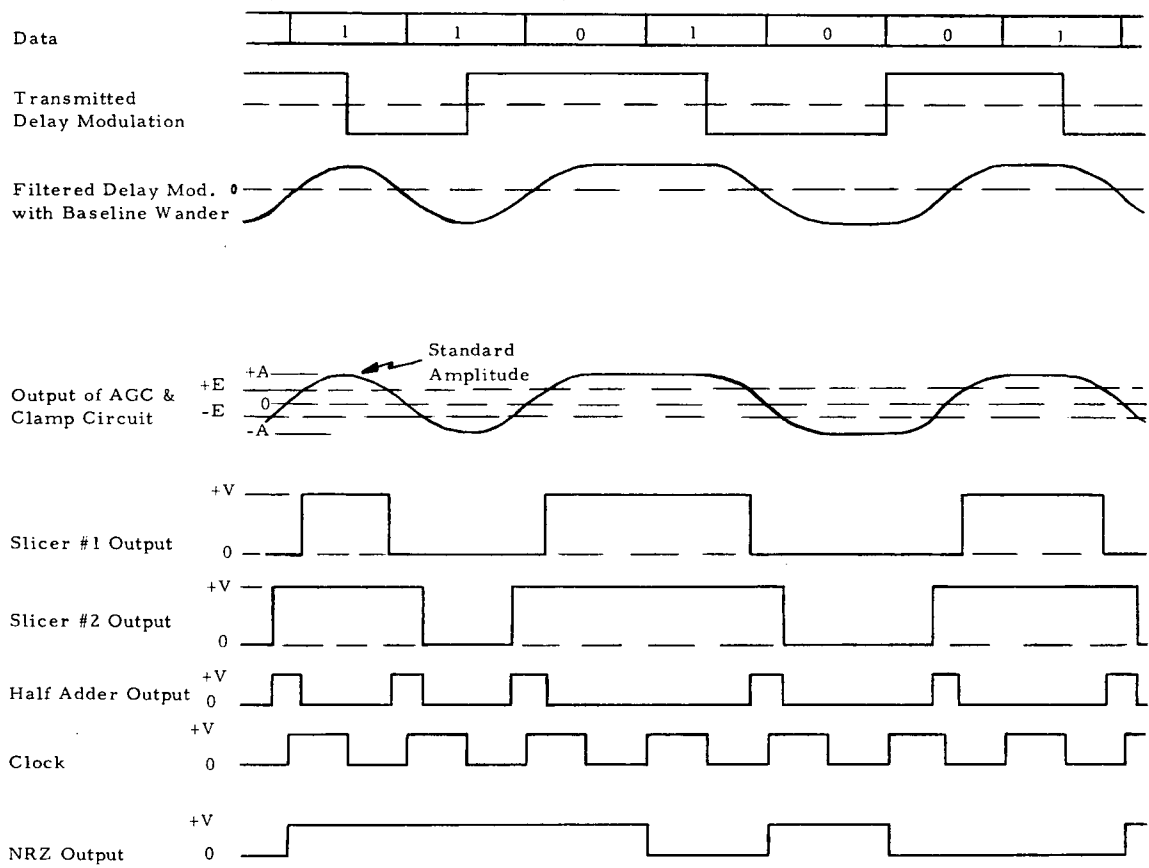 Data
1 1 0 1 0 0 1
Transmitted
Delay Modulation
Filtered Delay Mod. 0
with Baseline Wander
Standard
Amplitude
+A
+E
Output of AGC & 0
Clamp Circuit -E
-A
+V
Slicer #1 Output
0
+V
Slicer #2 Output
0
+V
Half Adder Output 0
+V
Clock 0
+V
NRZ Output 0